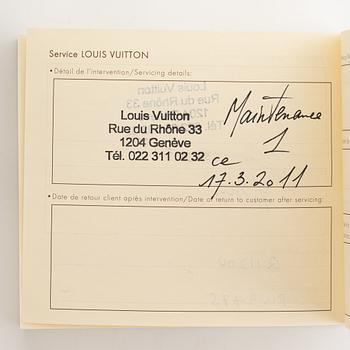 Service LOUIS VUITTON
• Détail de l'intervention/Servicing details:
Louis Vuitton
Rue du Rhône 33
1204 Genève
Tél. 022 311 02 32
Maintenance
1
ce
17.3.2011
• Date de retour client après intervention/Date of return to customer after servicing: